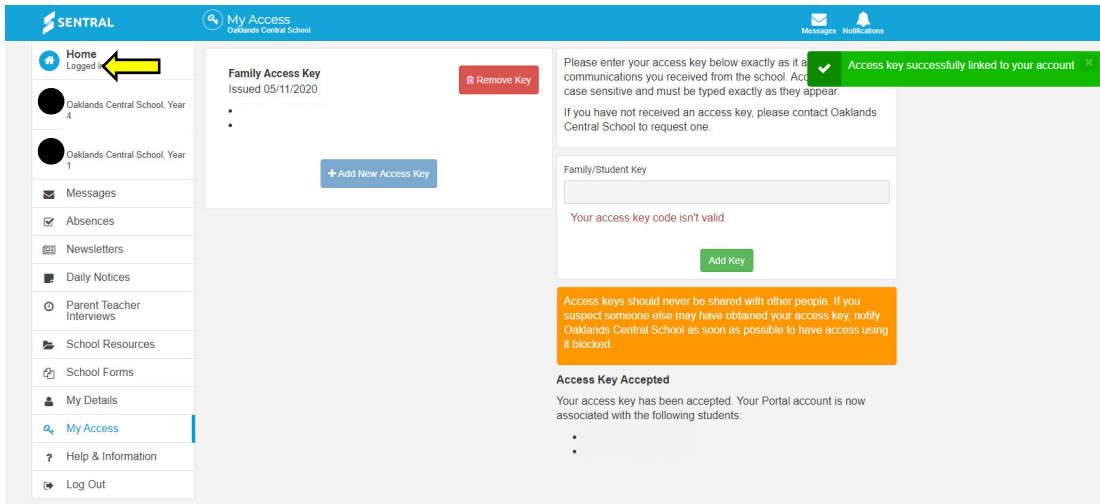 SENTRAL
My Access
Oaklands Central School
Messages
Notifications
Home
Logged in
Oaklands Central School, Year
4
Oaklands Central School, Year
1
Messages
Absences
Newsletters
Daily Notices
Parent Teacher
Interviews
School Resources
School Forms
My Details
My Access
Help & Information
Log Out
Family Access Key
Issued 05/11/2020
Remove Key
+ Add New Access Key
Please enter your access key below exactly as it a
communications you received from the school. Acc
case sensitive and must be typed exactly as they appear.
If you have not received an access key, please contact Oaklands
Central School to request one.
Access key successfully linked to your account
Family/Student Key
Your access key code isn't valid.
Add Key
Access keys should never be shared with other people. If you
suspect someone else may have obtained your access key, notify
Oaklands Central School as soon as possible to have access using
it blocked.
Access Key Accepted
Your access key has been accepted. Your Portal account is now
associated with the following students: